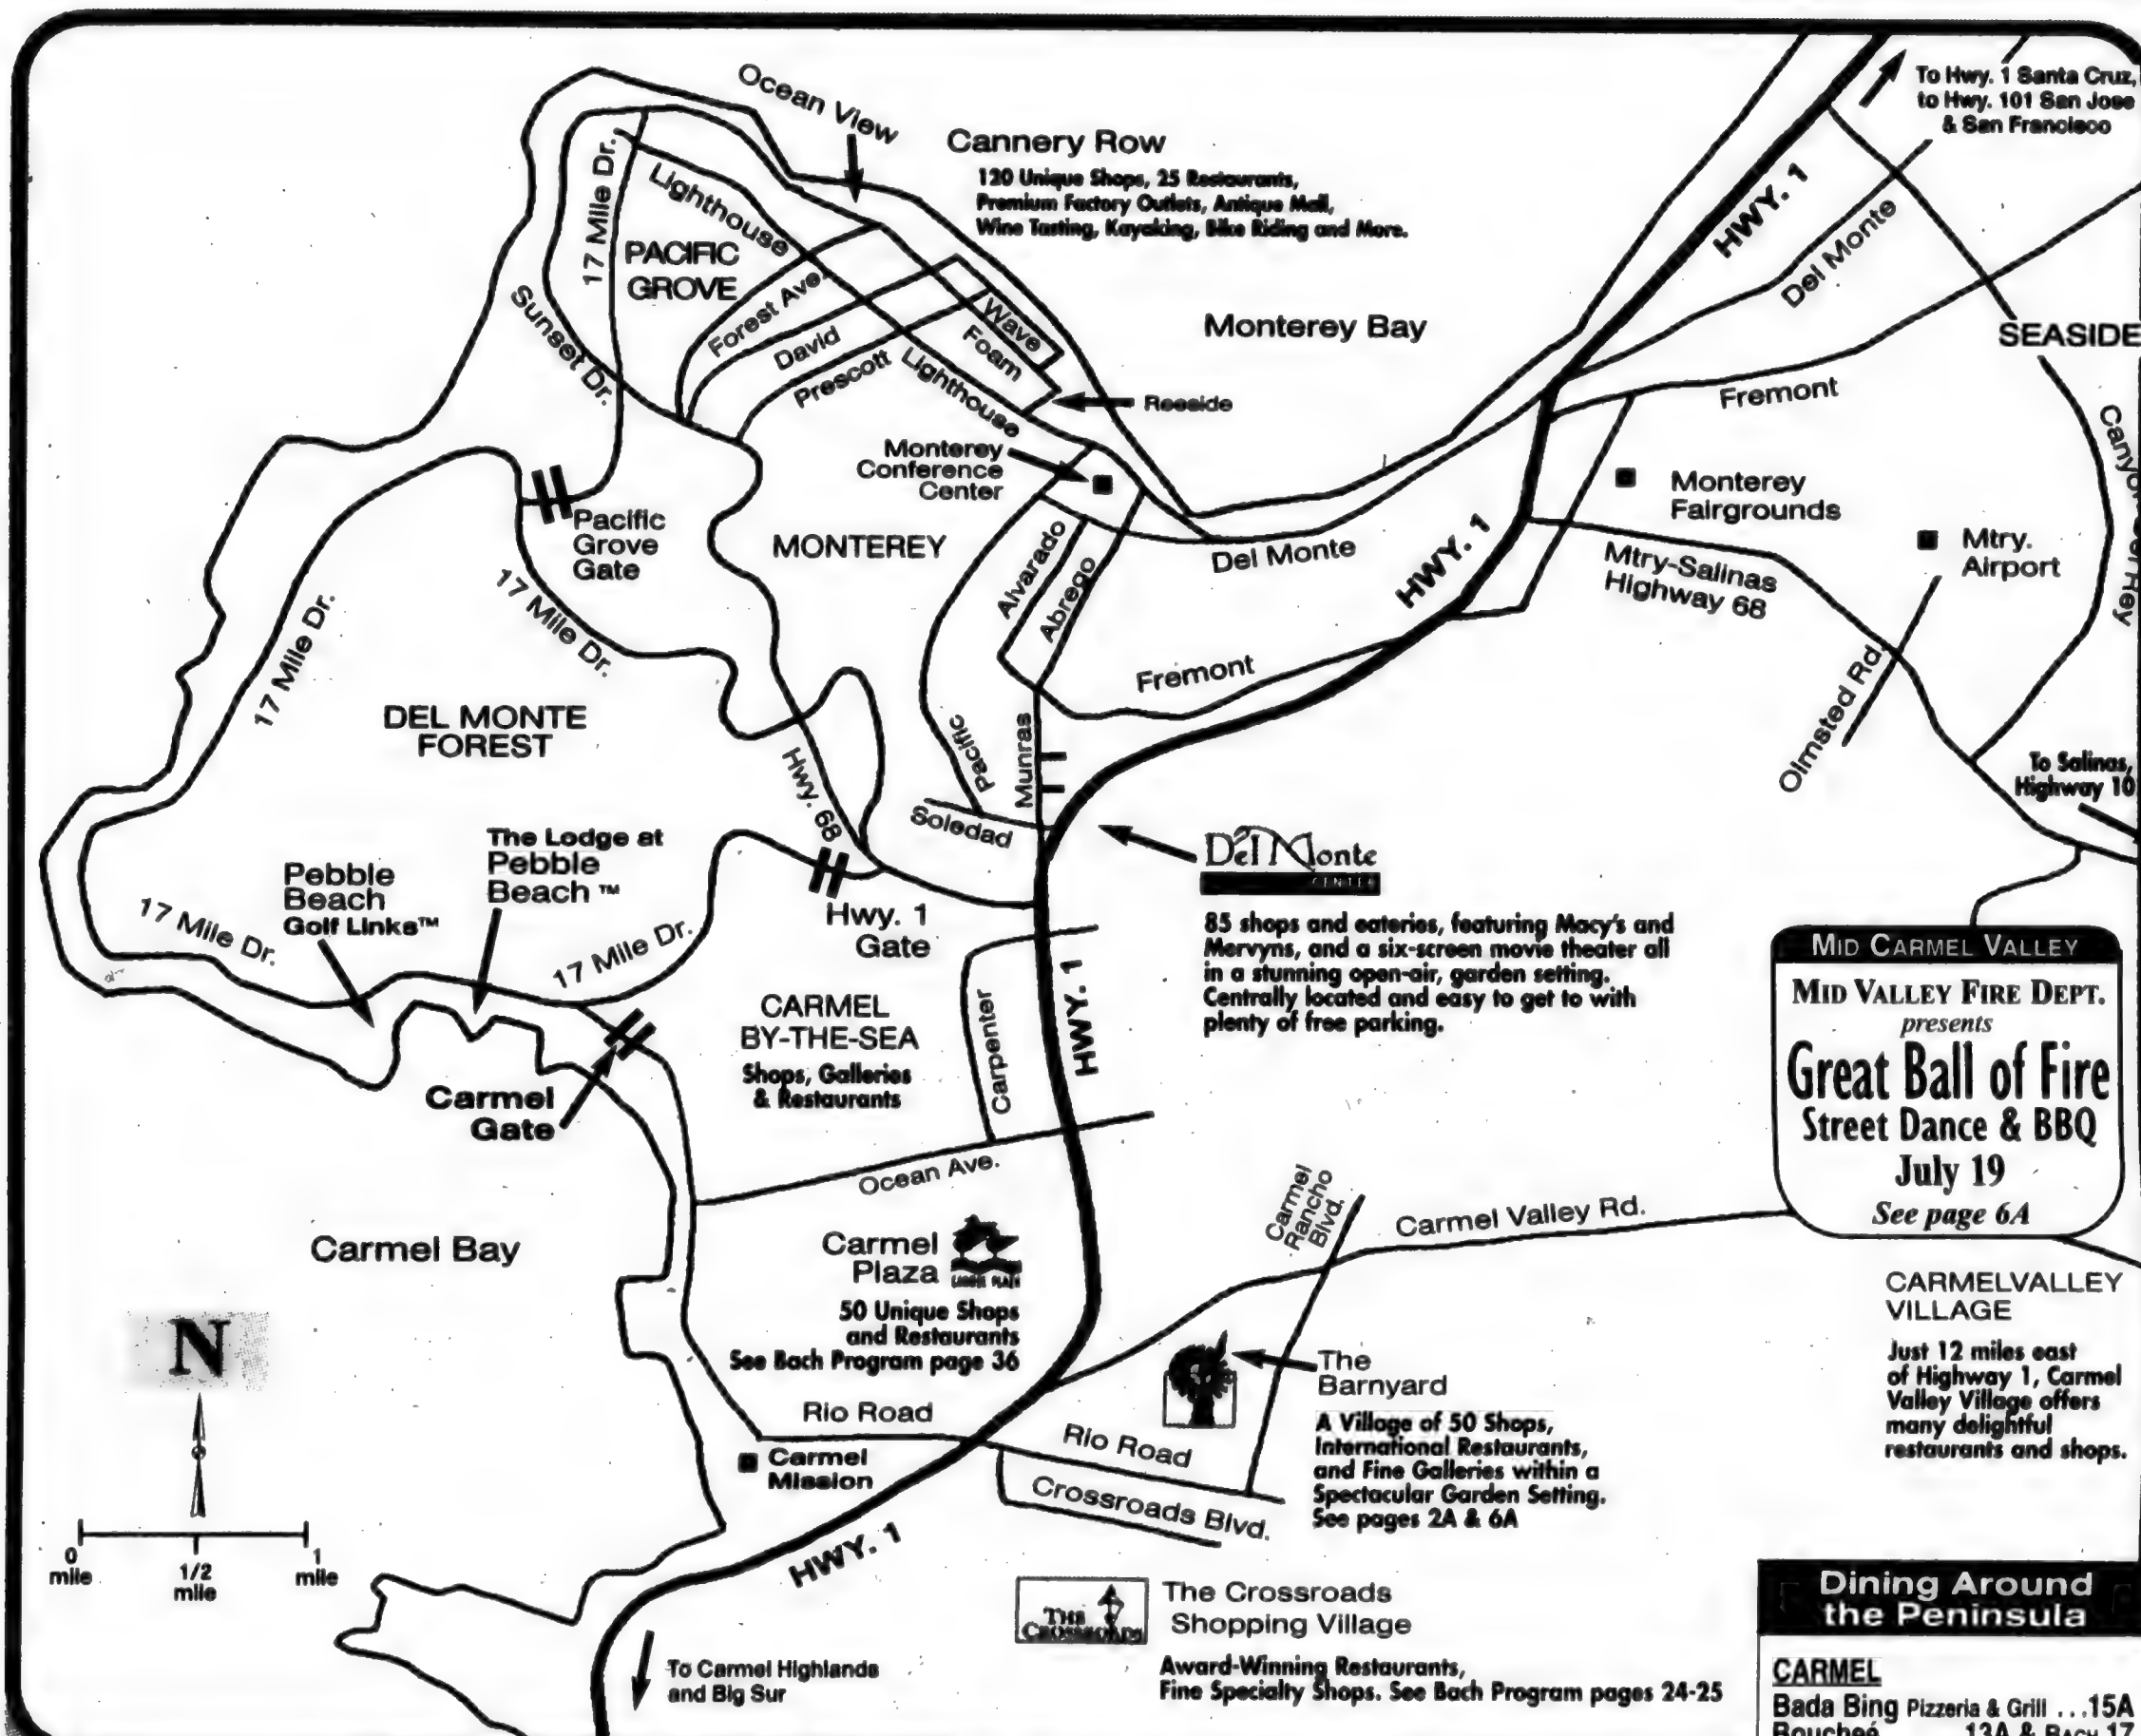 To Hwy. 1 Santa Cruz,
to Hwy. 101 San Jose
& San Francisco
Ocean View
Cannery Row
120 Unique Shops, 25 Restaurants,
Premium Factory Outlets, Antique Mall,
Wine Tasting, Kayaking, Bike Riding and More.
17 Mile Dr.
Lighthouse
HWY. 1
Del Monte
PACIFIC
GROVE
Sunset Dr.
Forest Ave.
David
Prescott
Lighthouse
Wave
Foam
Reeside
Monterey Bay
SEASIDE
Fremont
Monterey
Conference
Center
Monterey
Fairgrounds
Mtry.
Airport
Pacific
Grove
Gate
MONTEREY
Alvarado
Abrego
Del Monte
HWY. 1
Mtry-Salinas
Highway 68
17 Mile Dr.
17 Mile Dr.
Fremont
Olmsted Rd.
DEL MONTE
FOREST
Hwy. 68
Pacific
Munras
Soledad
To Salinas,
Highway 10
Del Monte
CENTER
85 shops and eateries, featuring Macy's and
Mervyns, and a six-screen movie theater all
in a stunning open-air, garden setting.
Centrally located and easy to get to with
plenty of free parking.
The Lodge at
Pebble
Beach ™
Pebble
Beach
Golf Links™
17 Mile Dr.
17 Mile Dr.
Hwy. 1
Gate
CARMEL
BY-THE-SEA
Shops, Galleries
& Restaurants
Carpenter
HWY. 1
Carmel
Gate
MID CARMEL VALLEY
MID VALLEY FIRE DEPT.
presents
Great Ball of Fire
Street Dance & BBQ
July 19
See page 6A
Ocean Ave.
Carmel
Rancho
Blvd.
Carmel Valley Rd.
Carmel Bay
Carmel
Plaza
CARMEL PLAZA
50 Unique Shops
and Restaurants
See Bach Program page 36
CARMELVALLEY
VILLAGE
Just 12 miles east
of Highway 1, Carmel
Valley Village offers
many delightful
restaurants and shops.
N
The
Barnyard
A Village of 50 Shops,
International Restaurants,
and Fine Galleries within a
Spectacular Garden Setting.
See pages 2A & 6A
Rio Road
Rio Road
Crossroads Blvd.
Carmel
Mission
0
mile
1/2
mile
1
mile
HWY. 1
THE
CROSSROADS
The Crossroads
Shopping Village
Award-Winning Restaurants,
Fine Specialty Shops. See Bach Program pages 24-25
To Carmel Highlands
and Big Sur
Dining Around
the Peninsula
CARMEL
Bada Bing Pizzeria & Grill ...15A